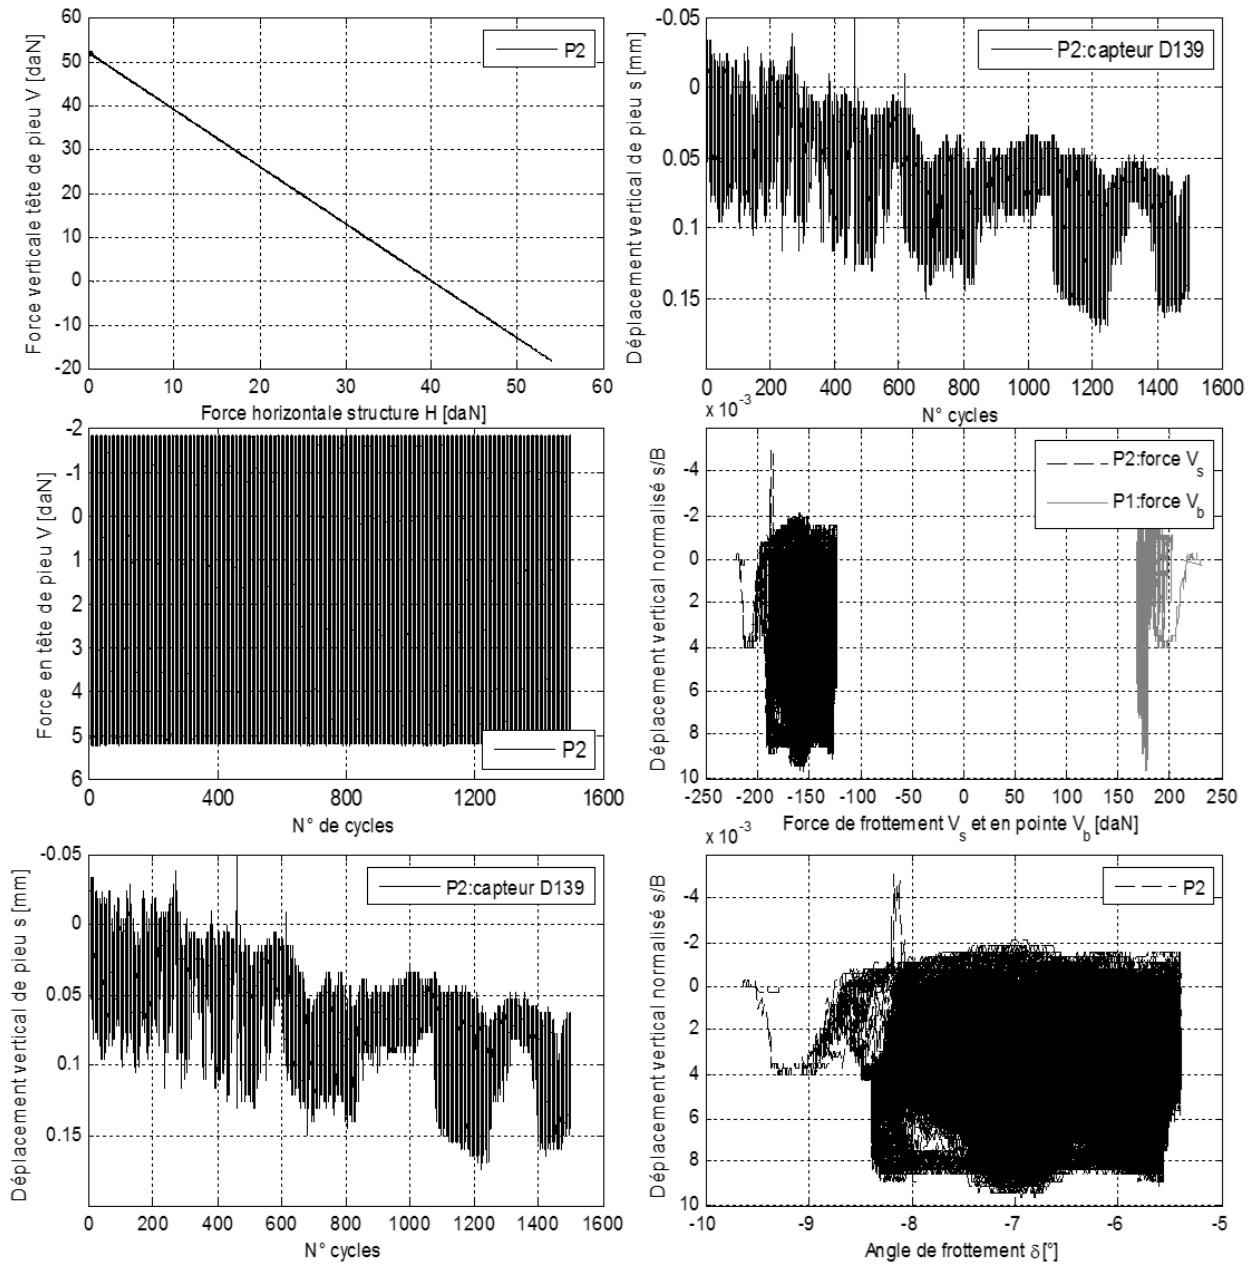 60
50
40
30
20
10
0
-10
-20
Force verticale tête de pieu V [daN]
P2
0 10 20 30 40 50 60
Force horizontale structure H [daN]
-0.05
0
0.05
0.1
0.15
Déplacement vertical de pieu s [mm]
P2:capteur D139
0 200 400 600 800 1000 1200 1400 1600
N° cycles
-2
-1
0
1
2
3
4
5
6
Force en tête de pieu V [daN]
P2
0 400 800 1200 1600
N° de cycles
x 10⁻³
-4
-2
0
2
4
6
8
10
Déplacement vertical normalisé s/B
P2:force Vₛ
P1:force V_b
-250 -200 -150 -100 -50 0 50 100 150 200 250
Force de frottement Vₛ et en pointe V_b [daN]
-0.05
0
0.05
0.1
0.15
Déplacement vertical de pieu s [mm]
P2:capteur D139
0 200 400 600 800 1000 1200 1400 1600
N° cycles
x 10⁻³
-4
-2
0
2
4
6
8
10
Déplacement vertical normalisé s/B
P2
-10 -9 -8 -7 -6 -5
Angle de frottement δ [°]